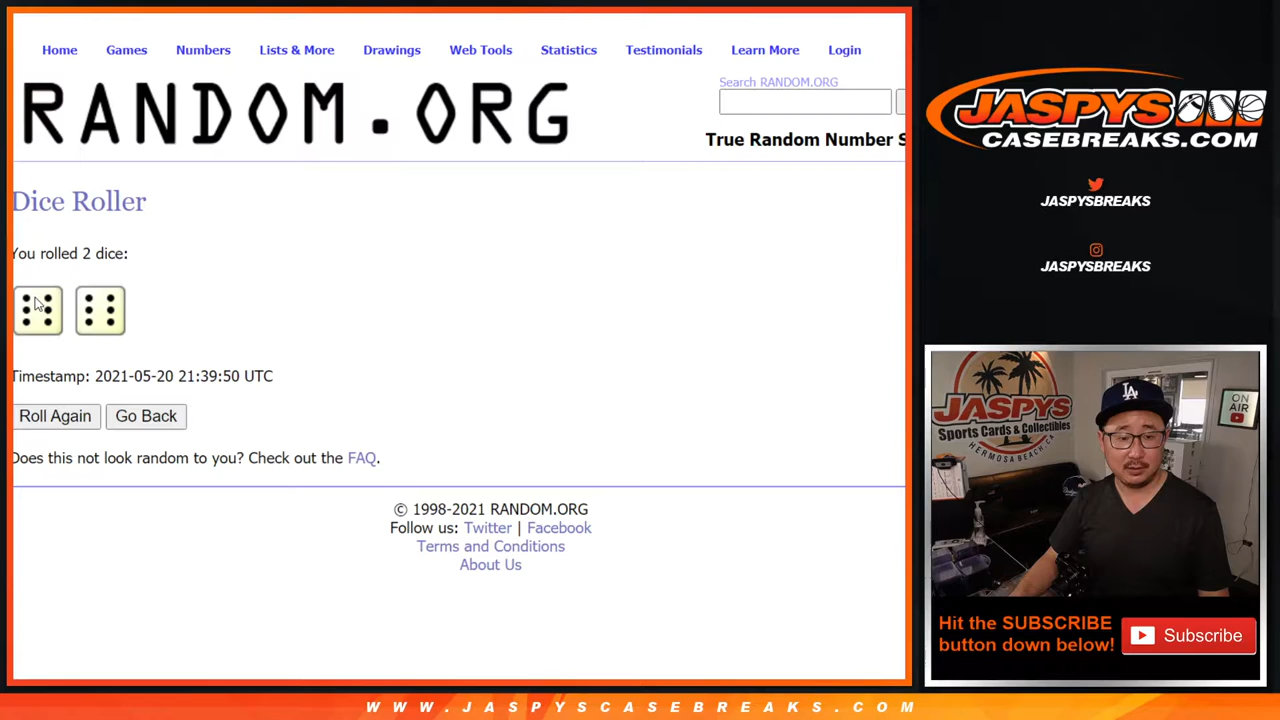 Home Games Numbers Lists & More Drawings Web Tools Statistics Testimonials Learn More Login
RANDOM.ORG
Search RANDOM.ORG
True Random Number S
Dice Roller
You rolled 2 dice:
Timestamp: 2021-05-20 21:39:50 UTC
Roll Again Go Back
Does this not look random to you? Check out the FAQ.
© 1998-2021 RANDOM.ORG
Follow us: Twitter | Facebook
Terms and Conditions
About Us
JASPYS
CASEBREAKS.COM
JASPYSBREAKS
JASPYSBREAKS
JASPYS
Sports Cards & Collectibles
HERMOSA BEACH, CA
LA
ON
AIR
Hit the SUBSCRIBE
button down below!
Subscribe
WWW.JASPYSCASEBREAKS.COM